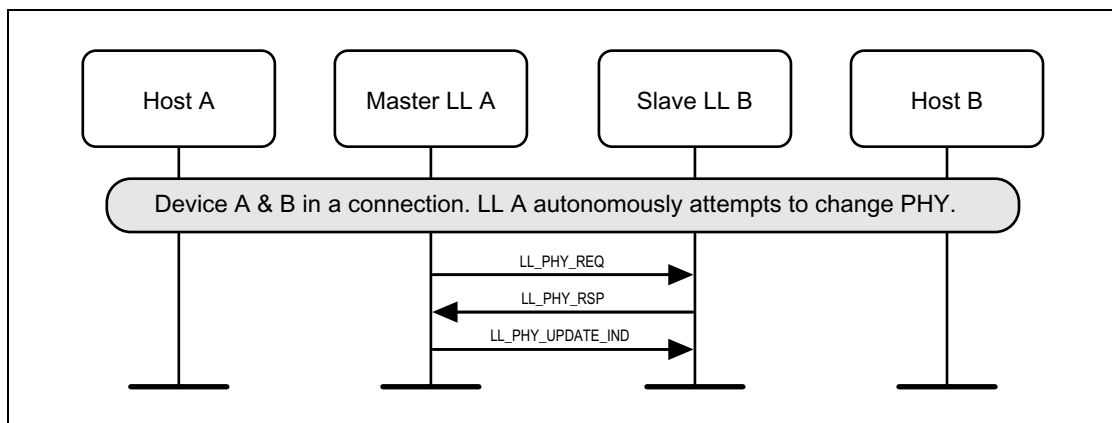 Host A
Master LL A
Slave LL B
Host B
Device A & B in a connection. LL A autonomously attempts to change PHY.
LL_PHY_REQ
LL_PHY_RSP
LL_PHY_UPDATE_IND